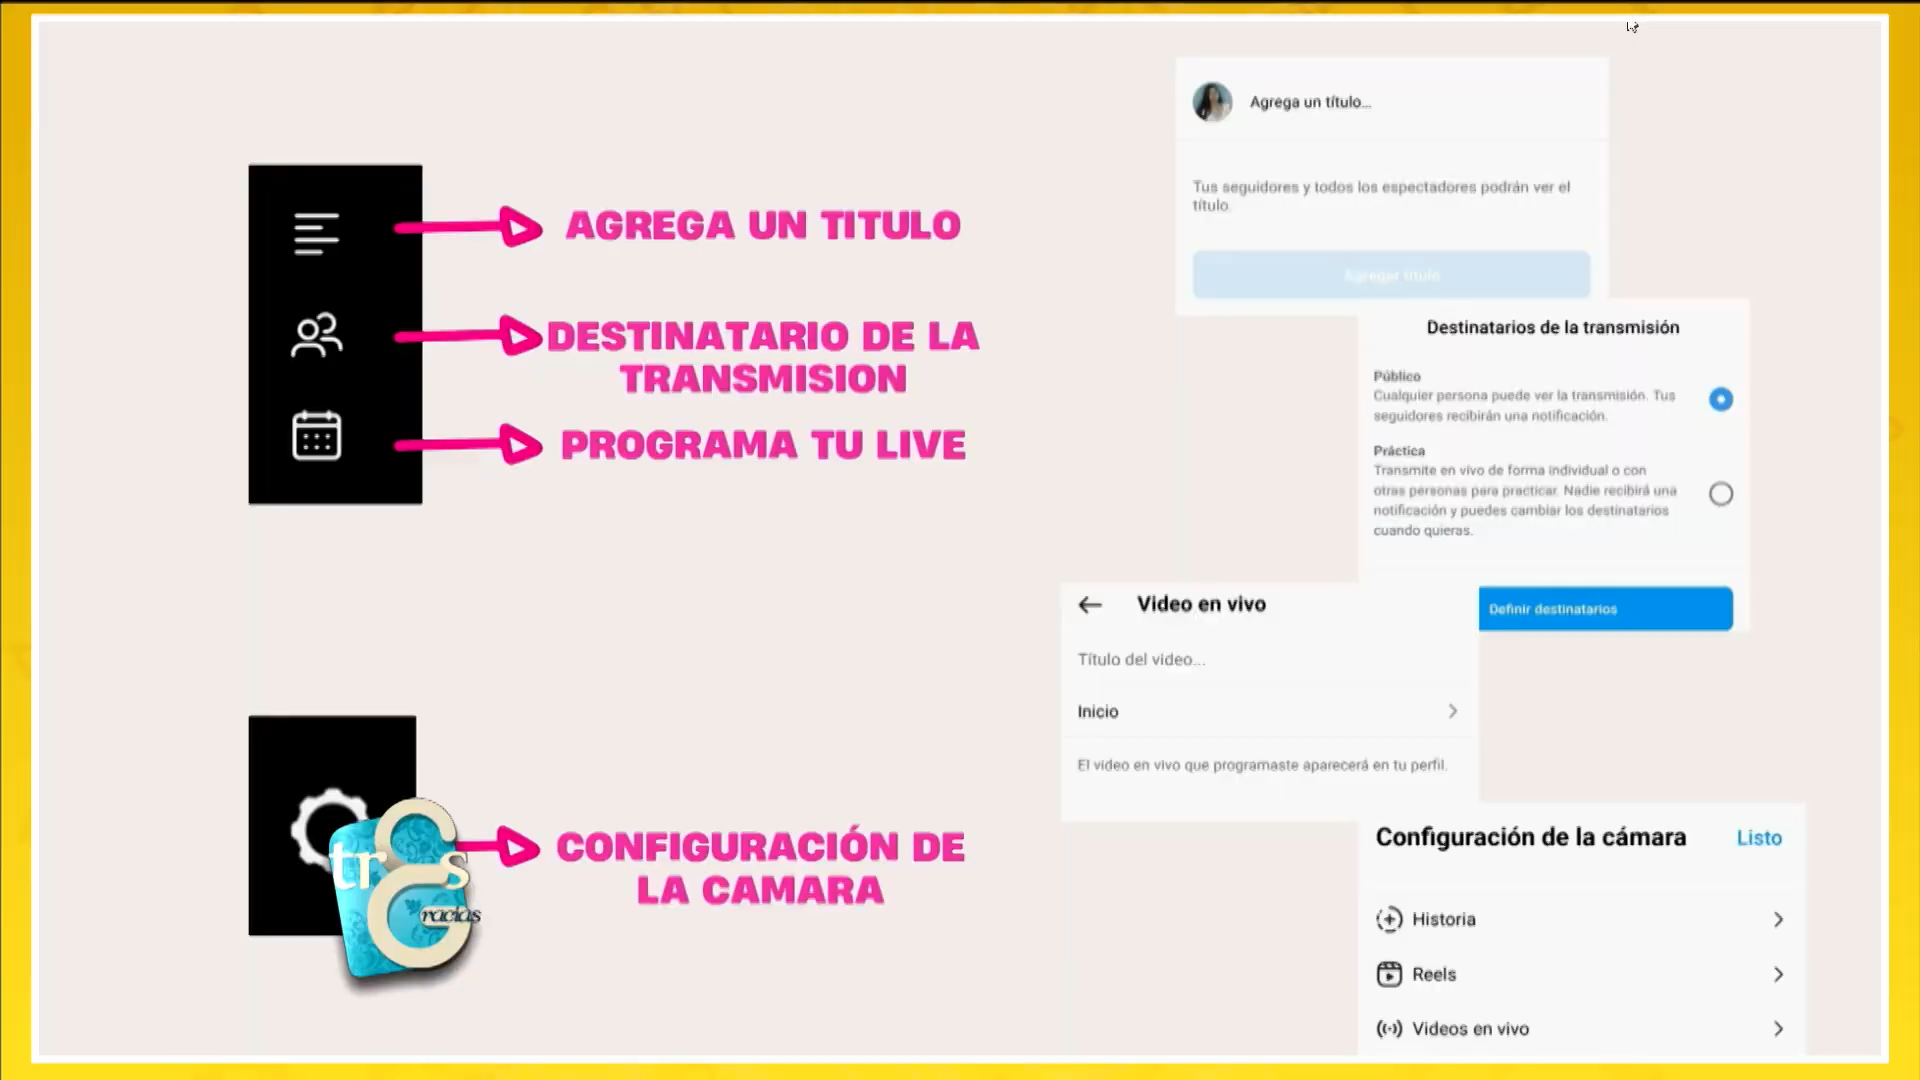 AGREGA UN TITULO
DESTINATARIO DE LA
TRANSMISION
PROGRAMA TU LIVE
CONFIGURACIÓN DE
LA CAMARA
tres
Gracias
Agrega un título...
Tus seguidores y todos los espectadores podrán ver el
título.
Agregar título
Destinatarios de la transmisión
Público
Cualquier persona puede ver la transmisión. Tus
seguidores recibirán una notificación.
Práctica
Transmite en vivo de forma individual o con
otras personas para practicar. Nadie recibirá una
notificación y puedes cambiar los destinatarios
cuando quieras.
Definir destinatarios
Video en vivo
Título del video...
Inicio
El video en vivo que programaste aparecerá en tu perfil.
Configuración de la cámara
Listo
Historia
Reels
Videos en vivo